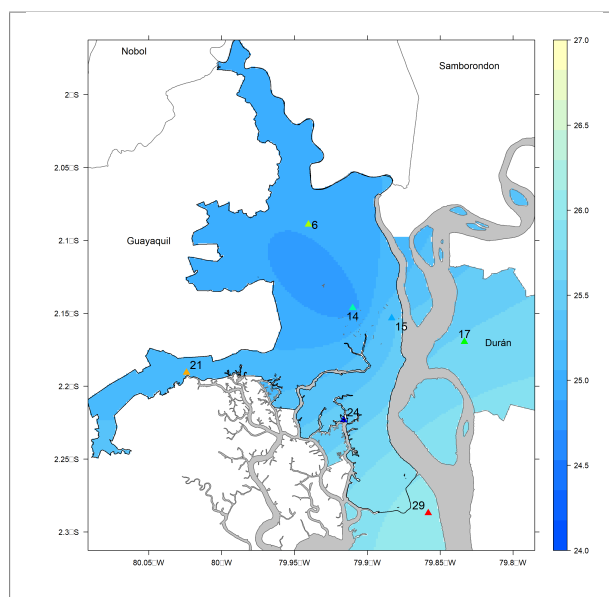 Nobol
Samborondon
Guayaquil
Durán
6
14
15
17
21
24
29
2□S
2.05□S
2.1□S
2.15□S
2.2□S
2.25□S
2.3□S
80.05□W
80□W
79.95□W
79.9□W
79.85□W
79.8□W
27.0
26.5
26.0
25.5
25.0
24.5
24.0